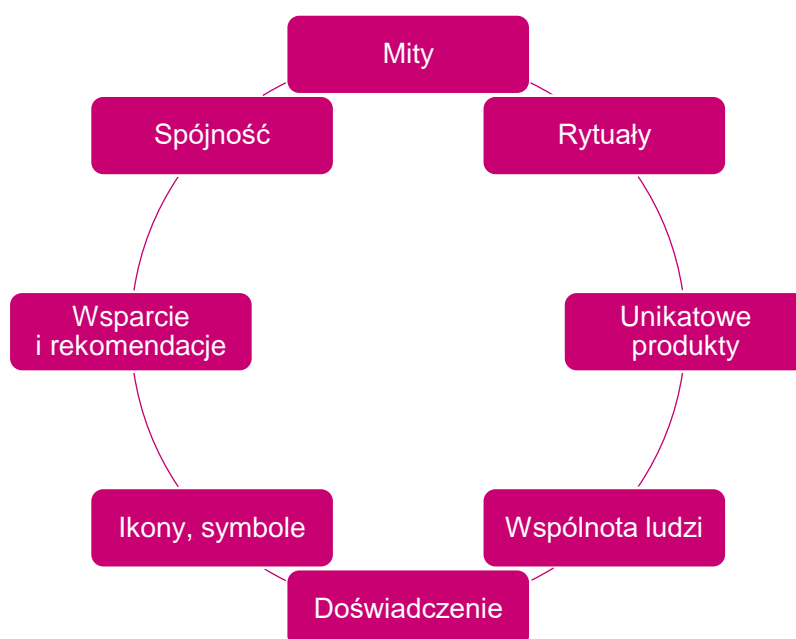 Mity
Spójność
Rytuały
Wsparcie
i rekomendacje
Unikatowe
produkty
Ikony, symbole
Wspólnota ludzi
Doświadczenie